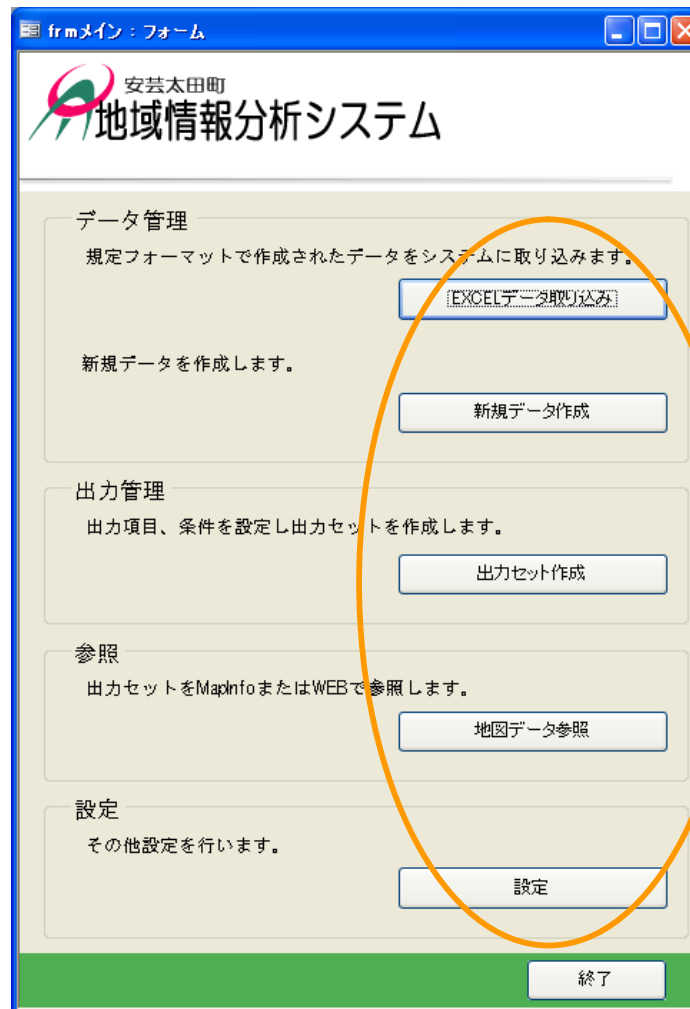 frmメイン : フォーム
安芸太田町
地域情報分析システム
データ管理
規定フォーマットで作成されたデータをシステムに取り込みます。
EXCELデータ取り込み
新規データを作成します。
新規データ作成
出力管理
出力項目、条件を設定し出力セットを作成します。
出力セット作成
参照
出力セットをMapInfoまたはWEBで参照します。
地図データ参照
設定
その他設定を行います。
設定
終了